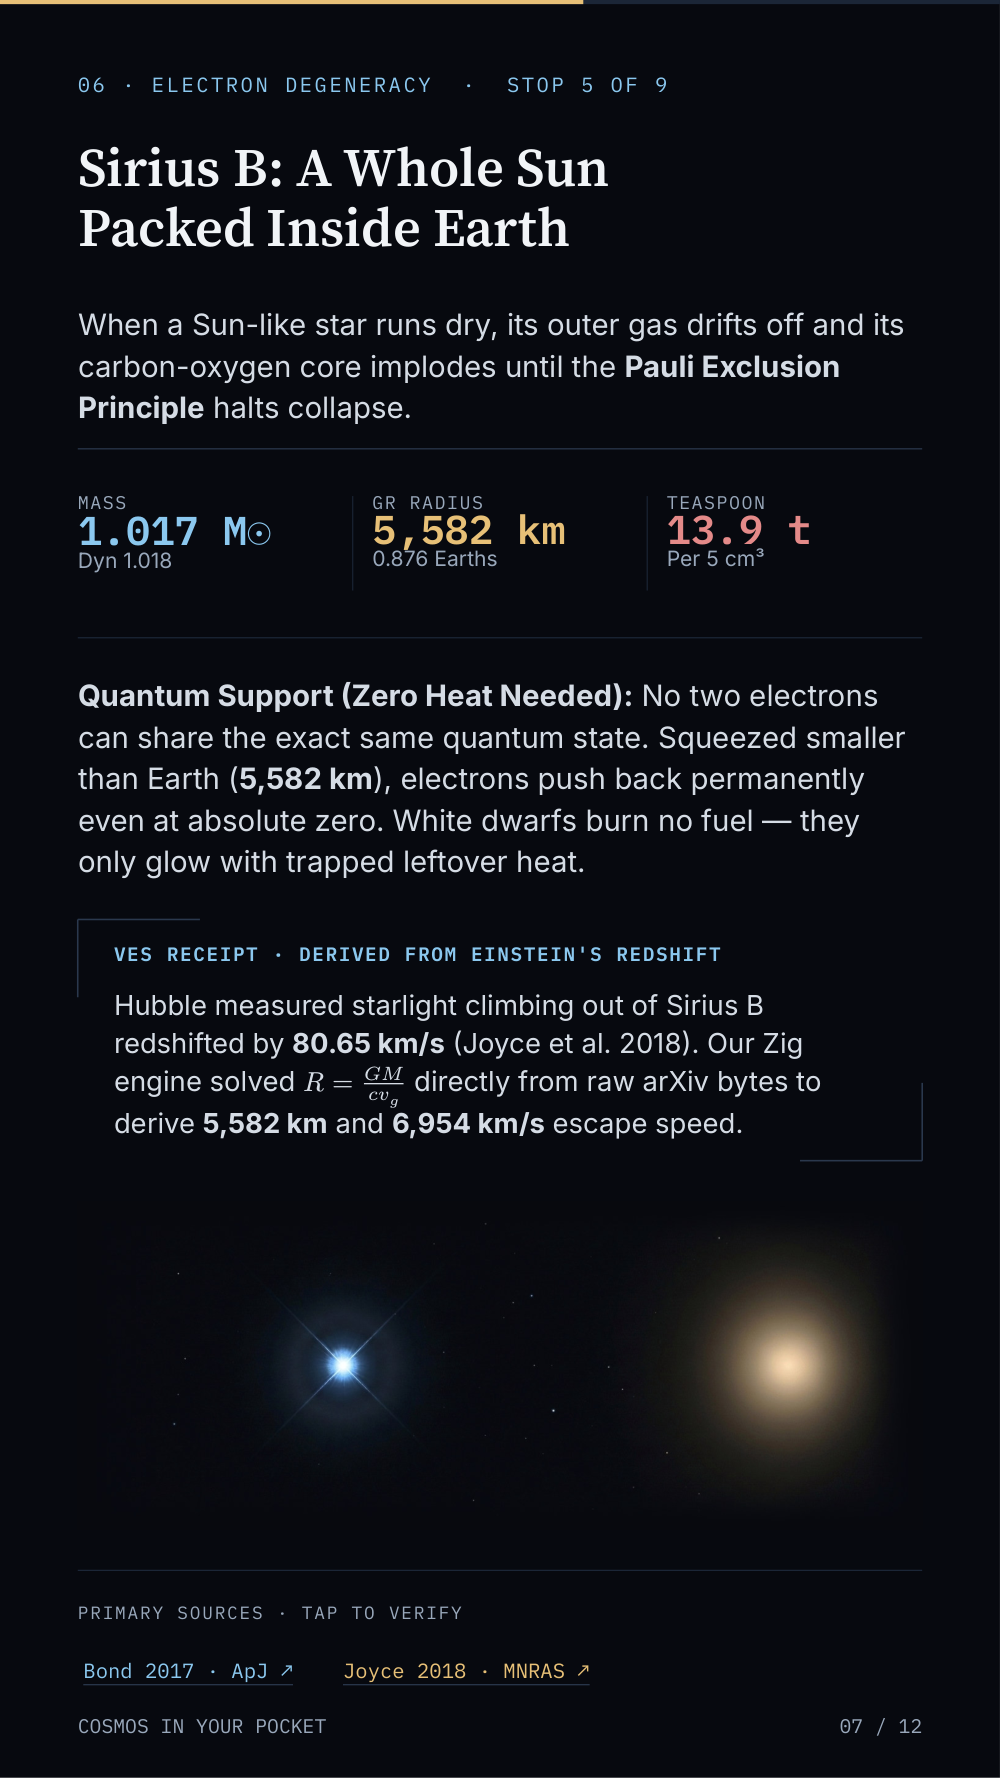 06 · ELECTRON DEGENERACY · STOP 5 OF 9
Sirius B: A Whole Sun
Packed Inside Earth
When a Sun-like star runs dry, its outer gas drifts off and its
carbon-oxygen core implodes until the Pauli Exclusion
Principle halts collapse.
MASS
1.017 M☉
Dyn 1.018
GR RADIUS
5,582 km
0.876 Earths
TEASPOON
13.9 t
Per 5 cm³
Quantum Support (Zero Heat Needed): No two electrons
can share the exact same quantum state. Squeezed smaller
than Earth (5,582 km), electrons push back permanently
even at absolute zero. White dwarfs burn no fuel — they
only glow with trapped leftover heat.
VES RECEIPT · DERIVED FROM EINSTEIN'S REDSHIFT
Hubble measured starlight climbing out of Sirius B
redshifted by 80.65 km/s (Joyce et al. 2018). Our Zig
engine solved R = GM/cv_g directly from raw arXiv bytes to
derive 5,582 km and 6,954 km/s escape speed.
PRIMARY SOURCES · TAP TO VERIFY
Bond 2017 · ApJ ↗ Joyce 2018 · MNRAS ↗
COSMOS IN YOUR POCKET 07 / 12